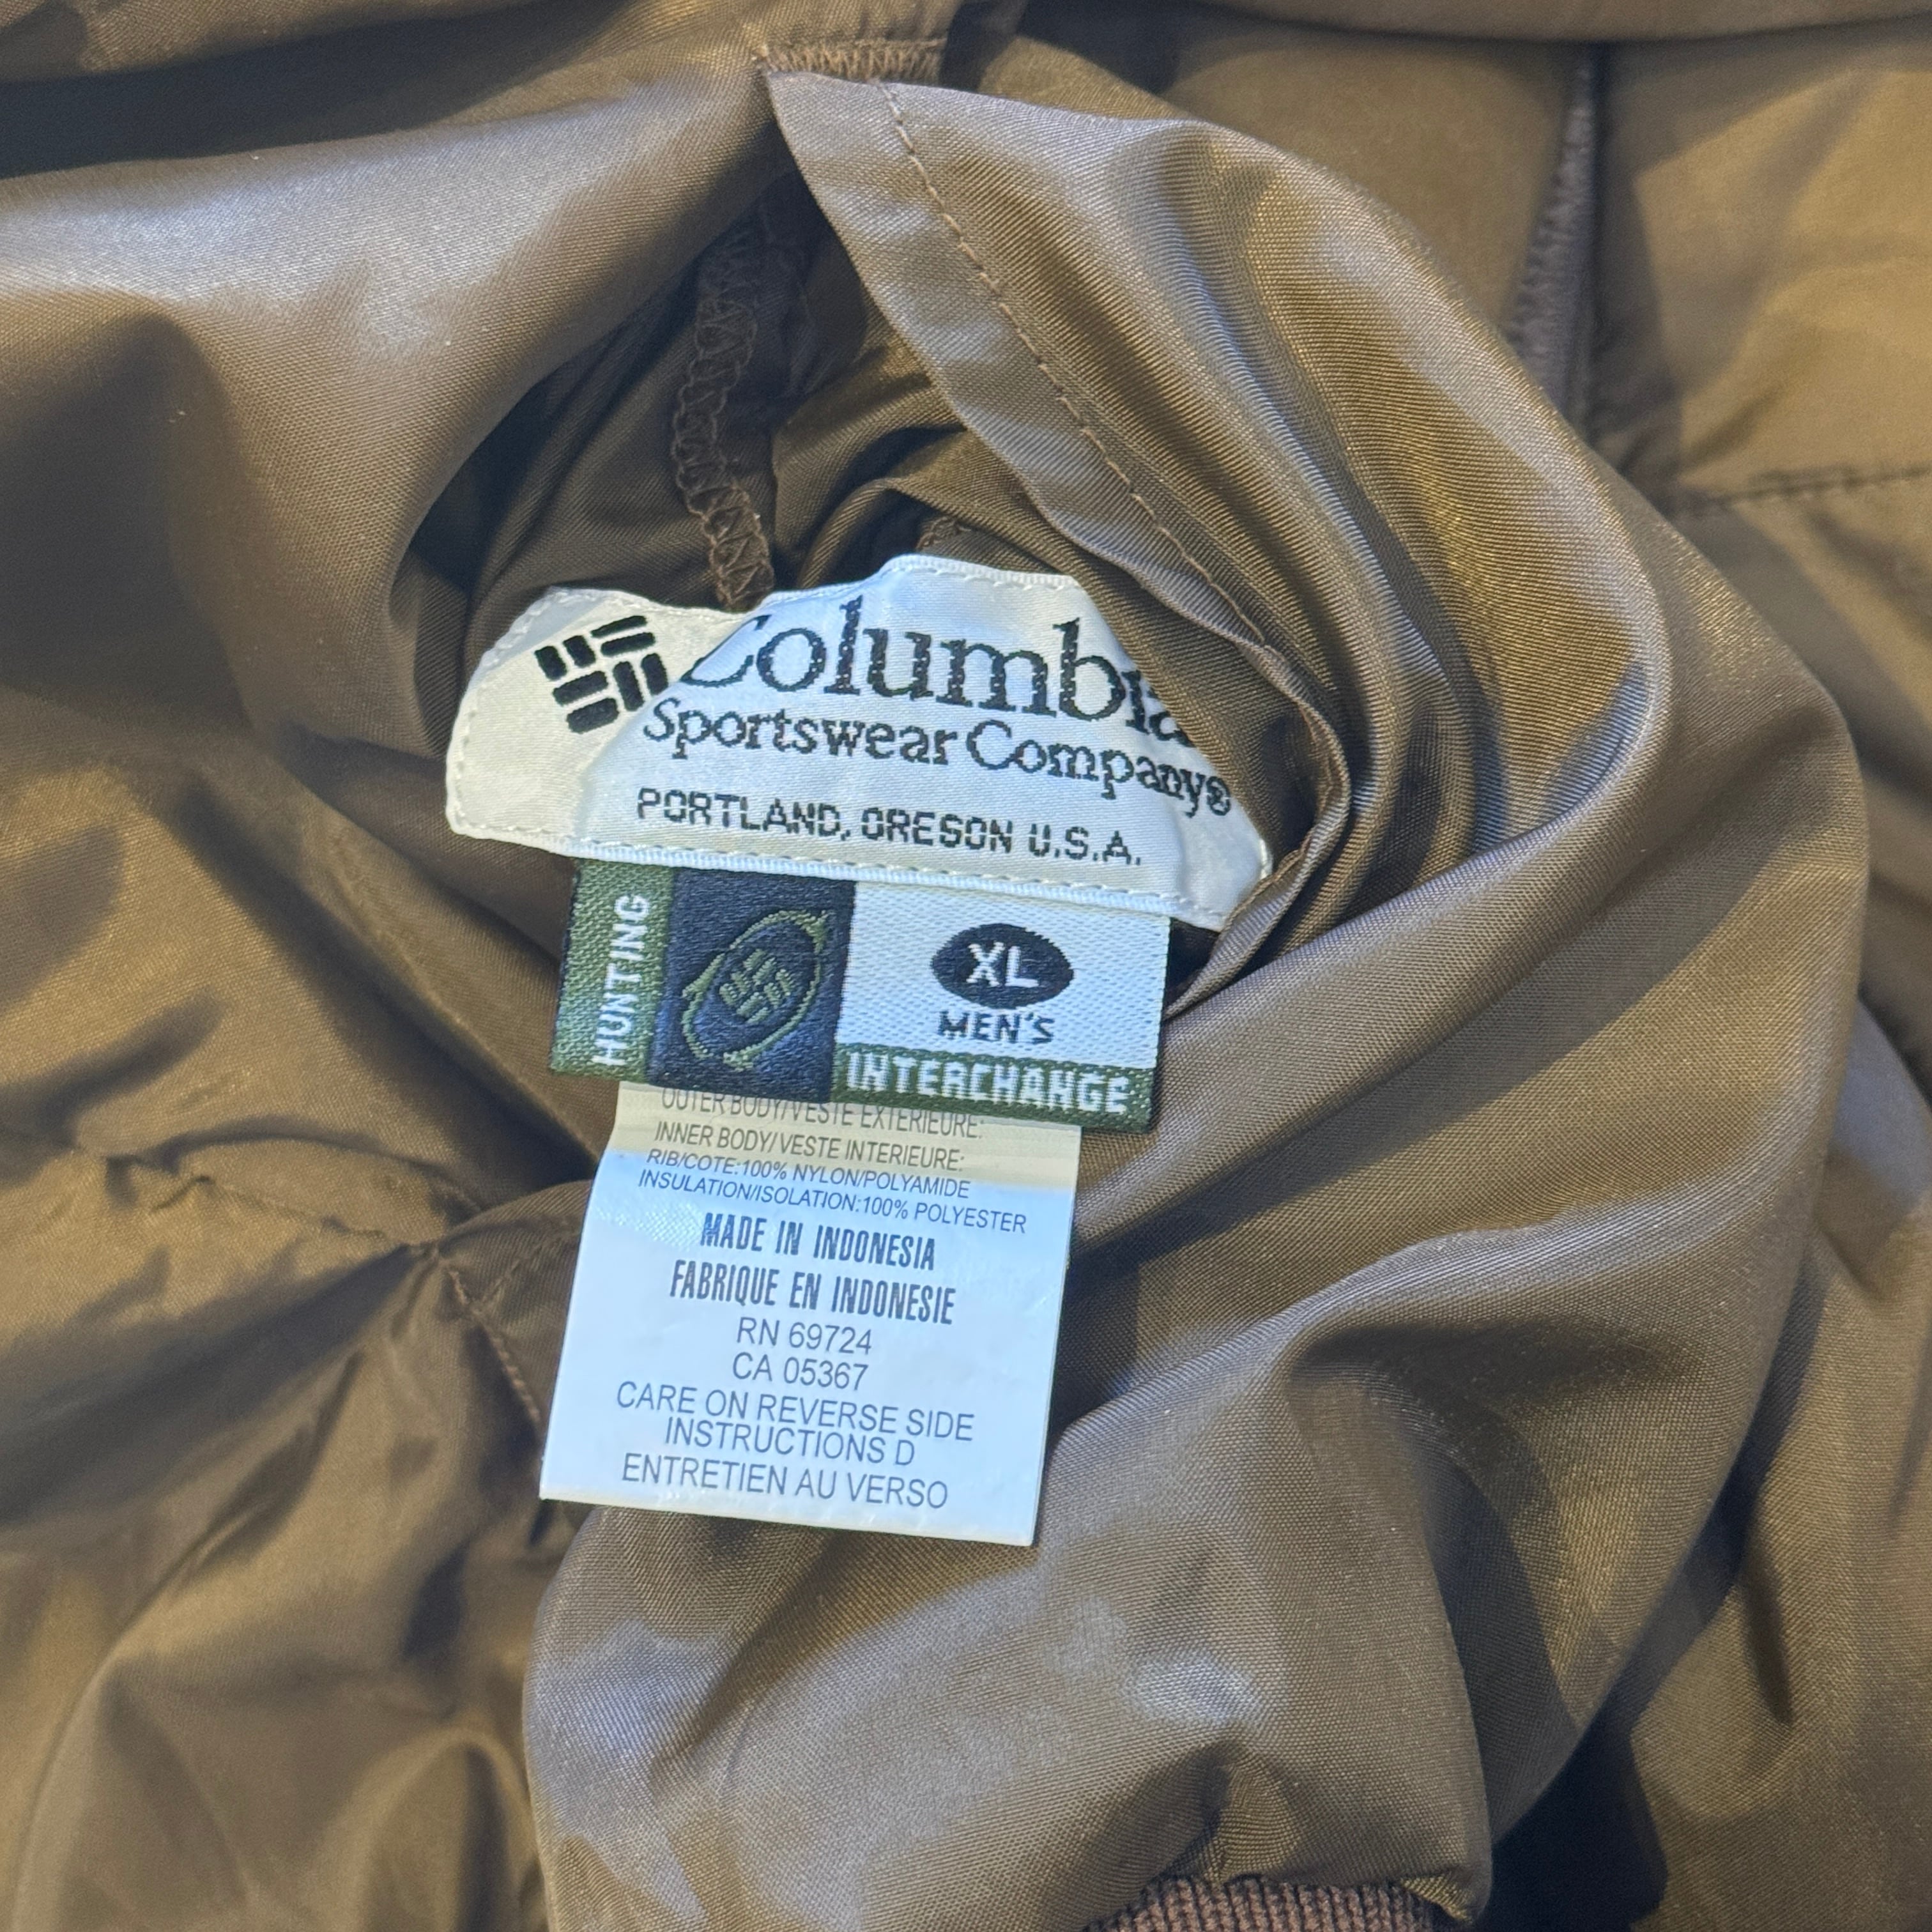 Columbia
Sportswear Company®
PORTLAND, OREGON U.S.A.
HUNTING
XL
MEN'S
INTERCHANGE
OUTER BODY/VESTE EXTERIEURE:
INNER BODY/VESTE INTERIEURE:
RIB/COTE:100% NYLON/POLYAMIDE
INSULATION/ISOLATION:100% POLYESTER
MADE IN INDONESIA
FABRIQUE EN INDONESIE
RN 69724
CA 05367
CARE ON REVERSE SIDE
INSTRUCTIONS D
ENTRETIEN AU VERSO